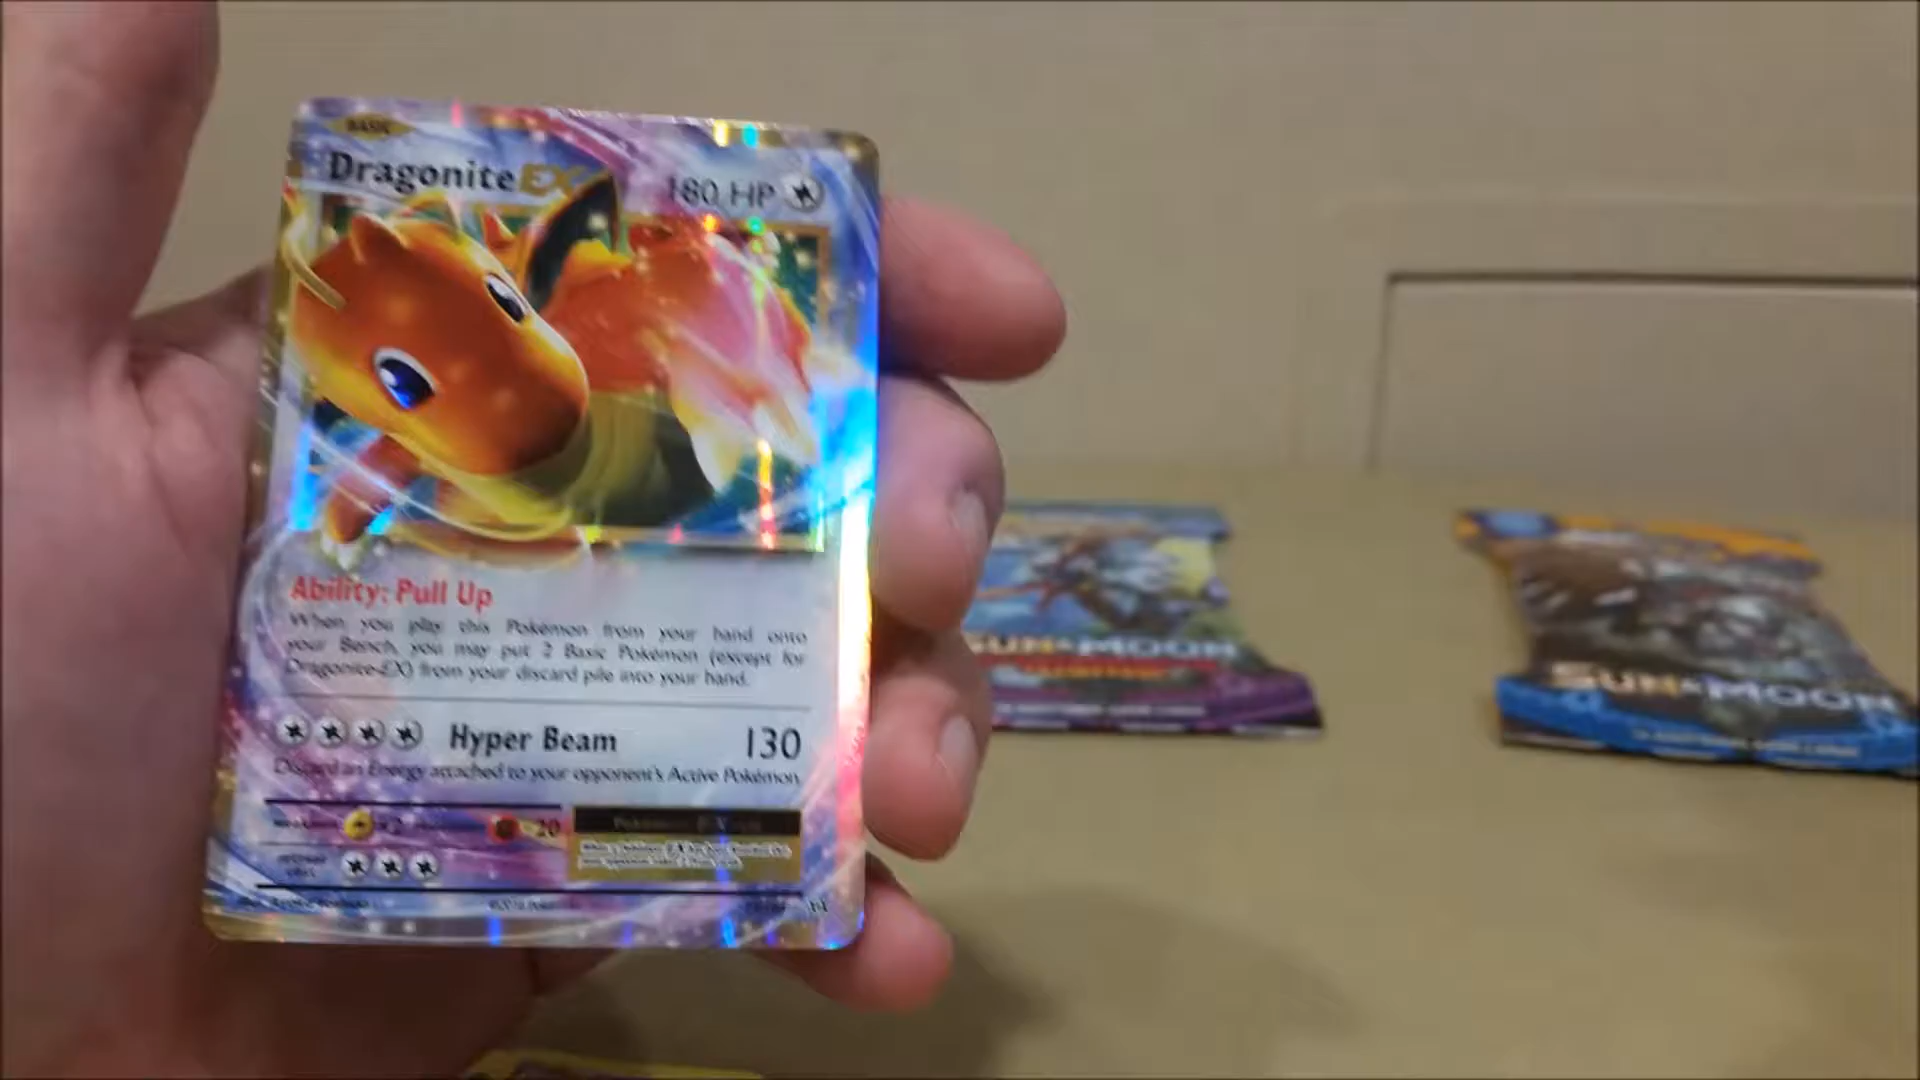 BASIC
Dragonite EX 180 HP
Ability: Pull Up
When you play this Pokémon from your hand onto
your Bench, you may put 2 Basic Pokémon (except for
Dragonite-EX) from your discard pile into your hand.
Hyper Beam 130
Discard an Energy attached to your opponent's Active Pokémon.
×2 -20
SUN & MOON
SUN & MOON